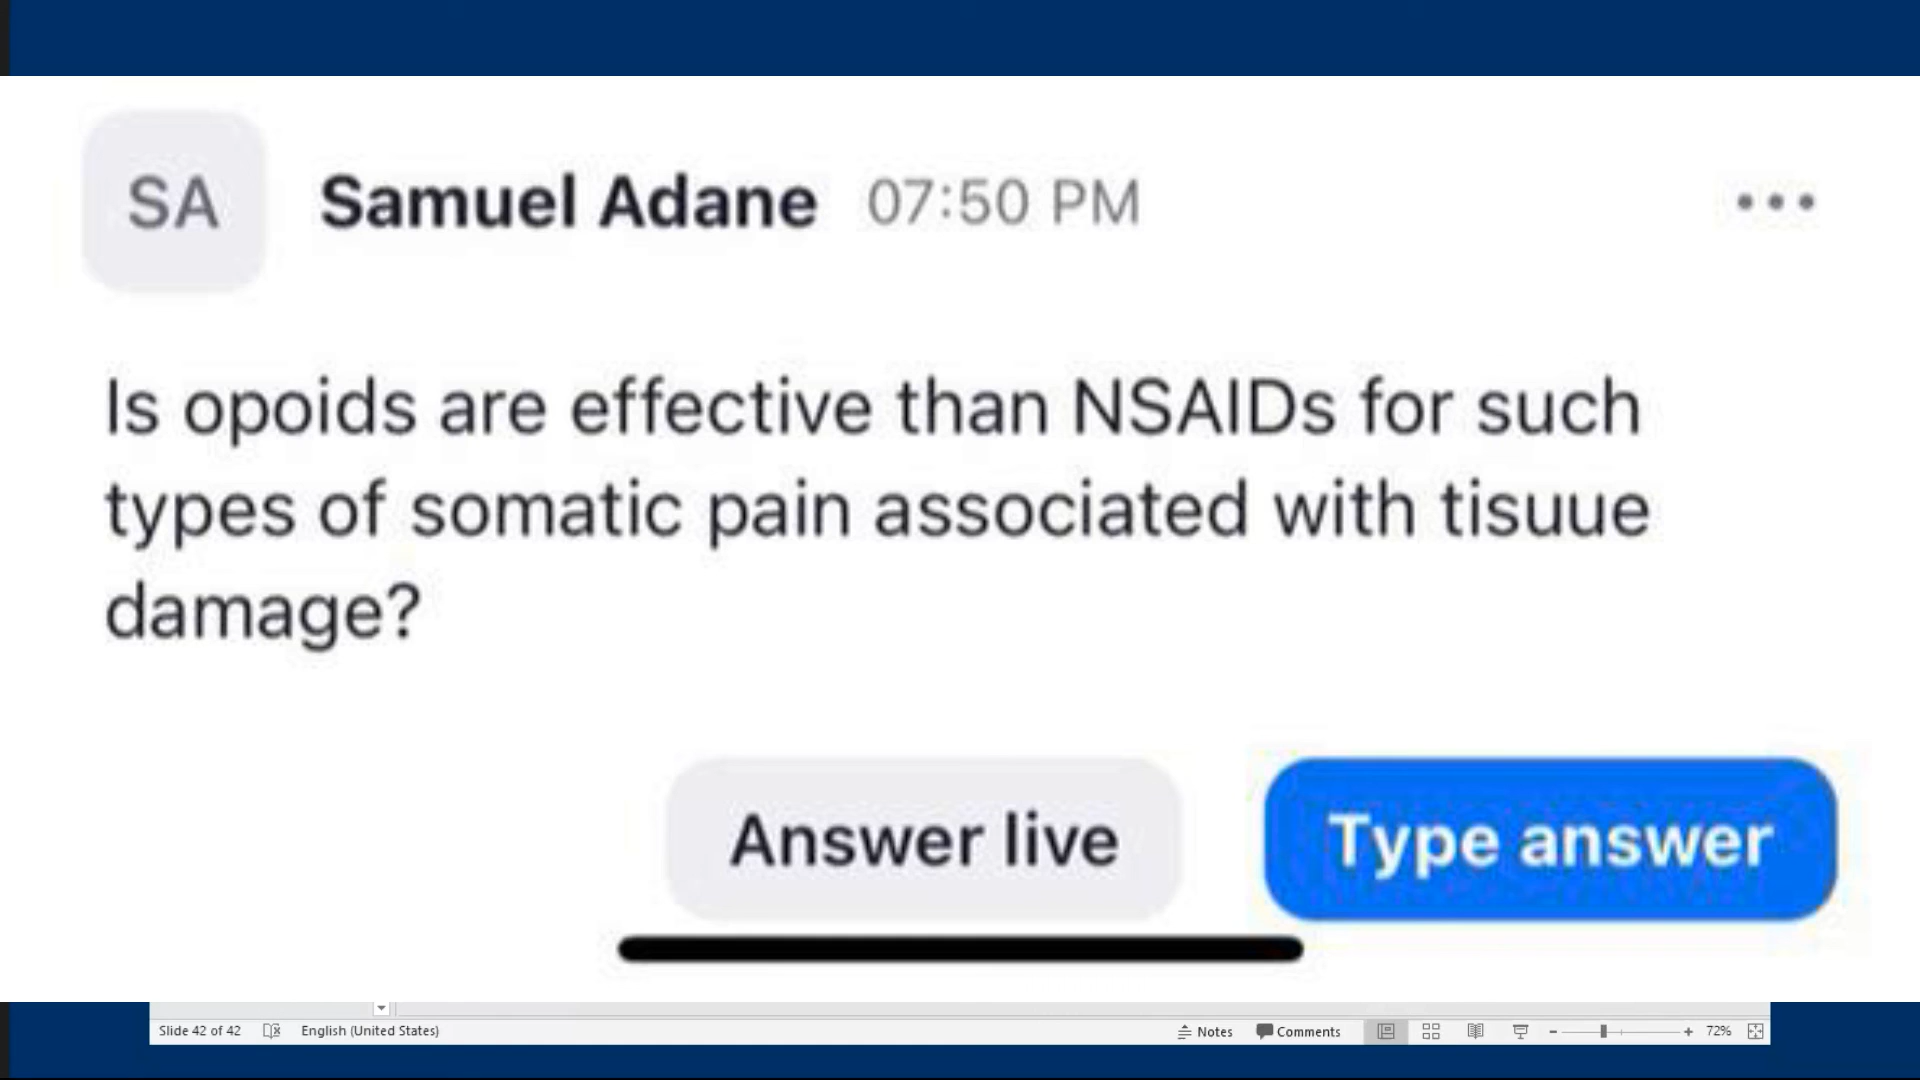 SA
Samuel Adane 07:50 PM
Is opoids are effective than NSAIDs for such
types of somatic pain associated with tisuue
damage?
Answer live
Type answer
Slide 42 of 42 English (United States) Notes Comments 72%